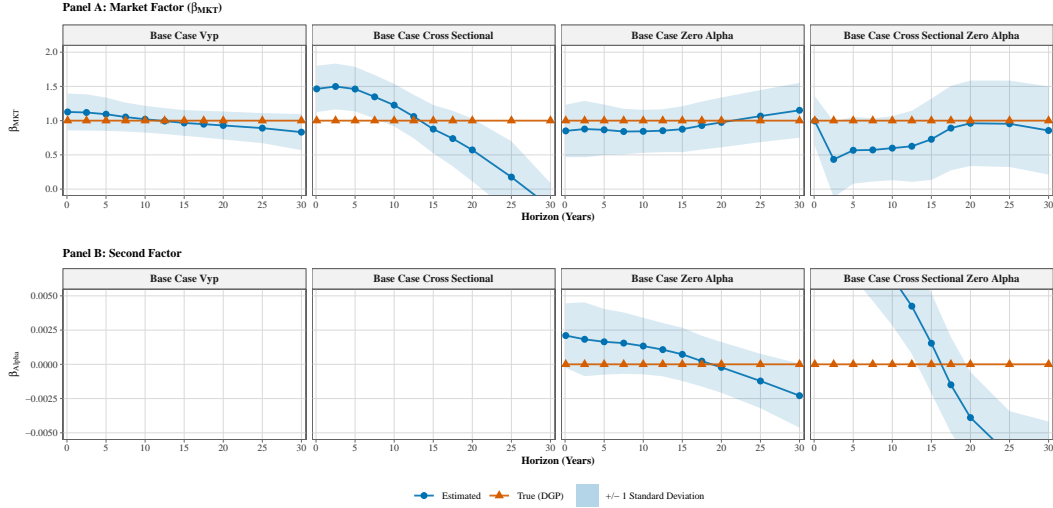 Panel A: Market Factor (βMKT)
Base Case Vyp
Base Case Cross Sectional
Base Case Zero Alpha
Base Case Cross Sectional Zero Alpha
2.0
1.5
1.0
0.5
0.0
βMKT
0 5 10 15 20 25 30
0 5 10 15 20 25 30
0 5 10 15 20 25 30
0 5 10 15 20 25 30
Horizon (Years)
Panel B: Second Factor
Base Case Vyp
Base Case Cross Sectional
Base Case Zero Alpha
Base Case Cross Sectional Zero Alpha
0.0050
0.0025
0.0000
−0.0025
−0.0050
βAlpha
0 5 10 15 20 25 30
0 5 10 15 20 25 30
0 5 10 15 20 25 30
0 5 10 15 20 25 30
Horizon (Years)
Estimated
True (DGP)
+/− 1 Standard Deviation